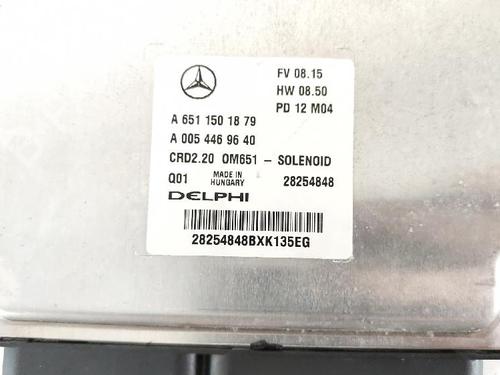 FV 08.15
HW 08.50
PD 12 M04
A 651 150 18 79
A 005 446 96 40
CRD2.20 OM651 - SOLENOID
Q01 MADE IN HUNGARY 28254848
DELPHI
28254848BXK135EG